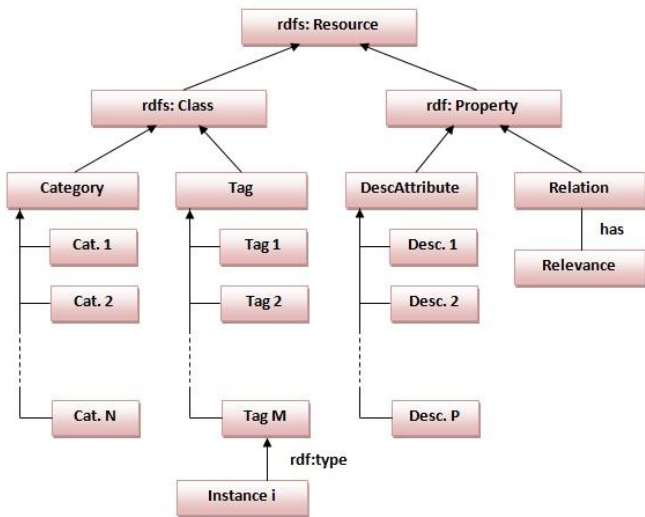 rdfs: Resource
rdfs: Class
rdf: Property
Category
Tag
DescAttribute
Relation
has
Cat. 1
Tag 1
Desc. 1
Relevance
Cat. 2
Tag 2
Desc. 2
Cat. N
Tag M
Desc. P
rdf:type
Instance i